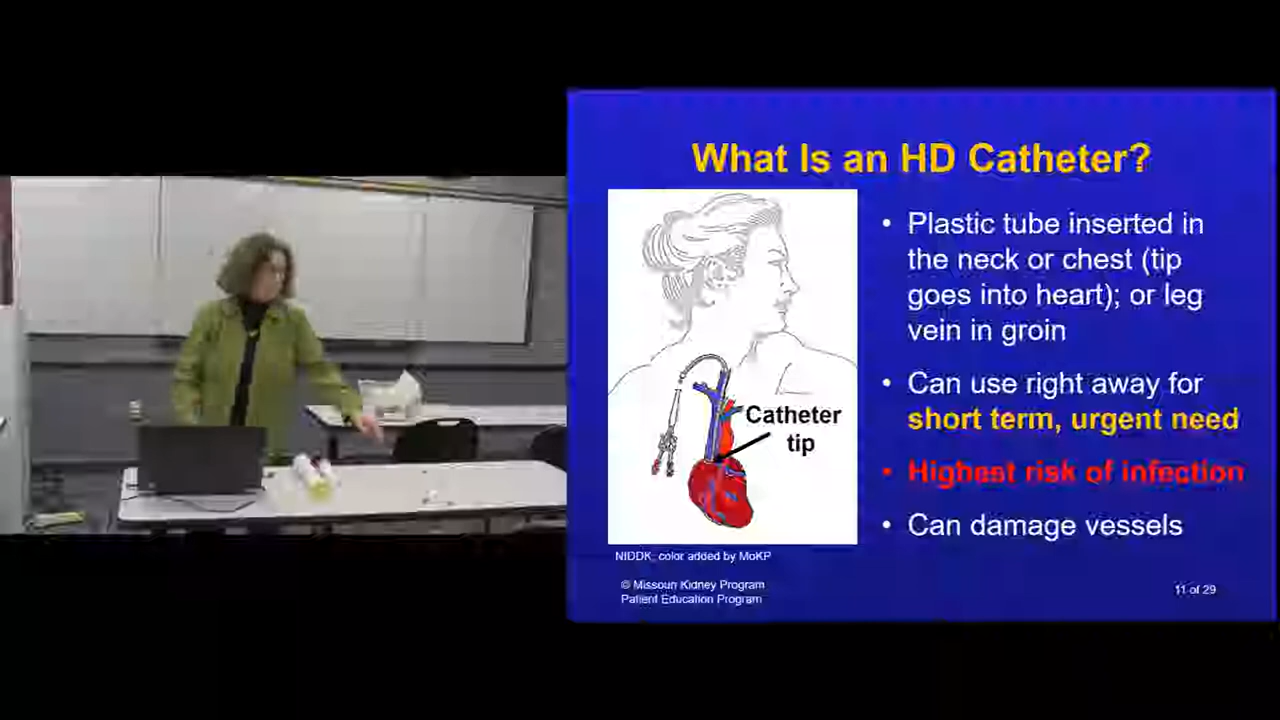 What Is an HD Catheter?
• Plastic tube inserted in
the neck or chest (tip
goes into heart); or leg
vein in groin
• Can use right away for
short term, urgent need
• Highest risk of infection
• Can damage vessels
Catheter
tip
NIDDK, color added by MoKP
© Missouri Kidney Program
Patient Education Program
11 of 29